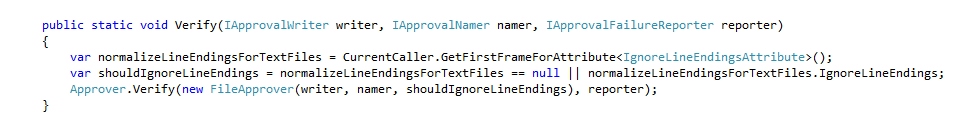 public static void Verify(IApprovalWriter writer, IApprovalNamer namer, IApprovalFailureReporter reporter)
{
    var normalizeLineEndingsForTextFiles = CurrentCaller.GetFirstFrameForAttribute<IgnoreLineEndingsAttribute>();
    var shouldIgnoreLineEndings = normalizeLineEndingsForTextFiles == null || normalizeLineEndingsForTextFiles.IgnoreLineEndings;
    Approver.Verify(new FileApprover(writer, namer, shouldIgnoreLineEndings), reporter);
}